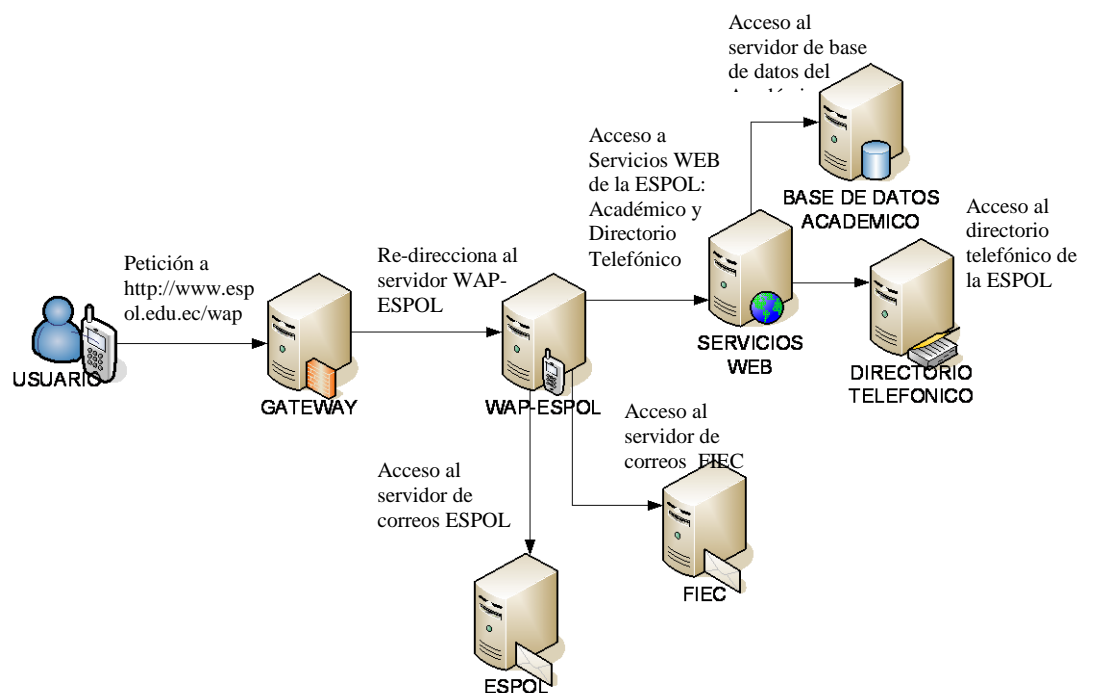 Acceso al
servidor de base
de datos del
Acceso a
Servicios WEB
de la ESPOL:
Académico y
Directorio
Telefónico
BASE DE DATOS
ACADEMICO
Acceso al
directorio
telefónico de
la ESPOL
Petición a
http://www.esp
ol.edu.ec/wap
Re-direcciona al
servidor WAP-
ESPOL
USUARIO
GATEWAY
WAP-ESPOL
SERVICIOS
WEB
DIRECTORIO
TELEFONICO
Acceso al
servidor de
correos FIEC
Acceso al
servidor de
correos ESPOL
FIEC
ESPOL